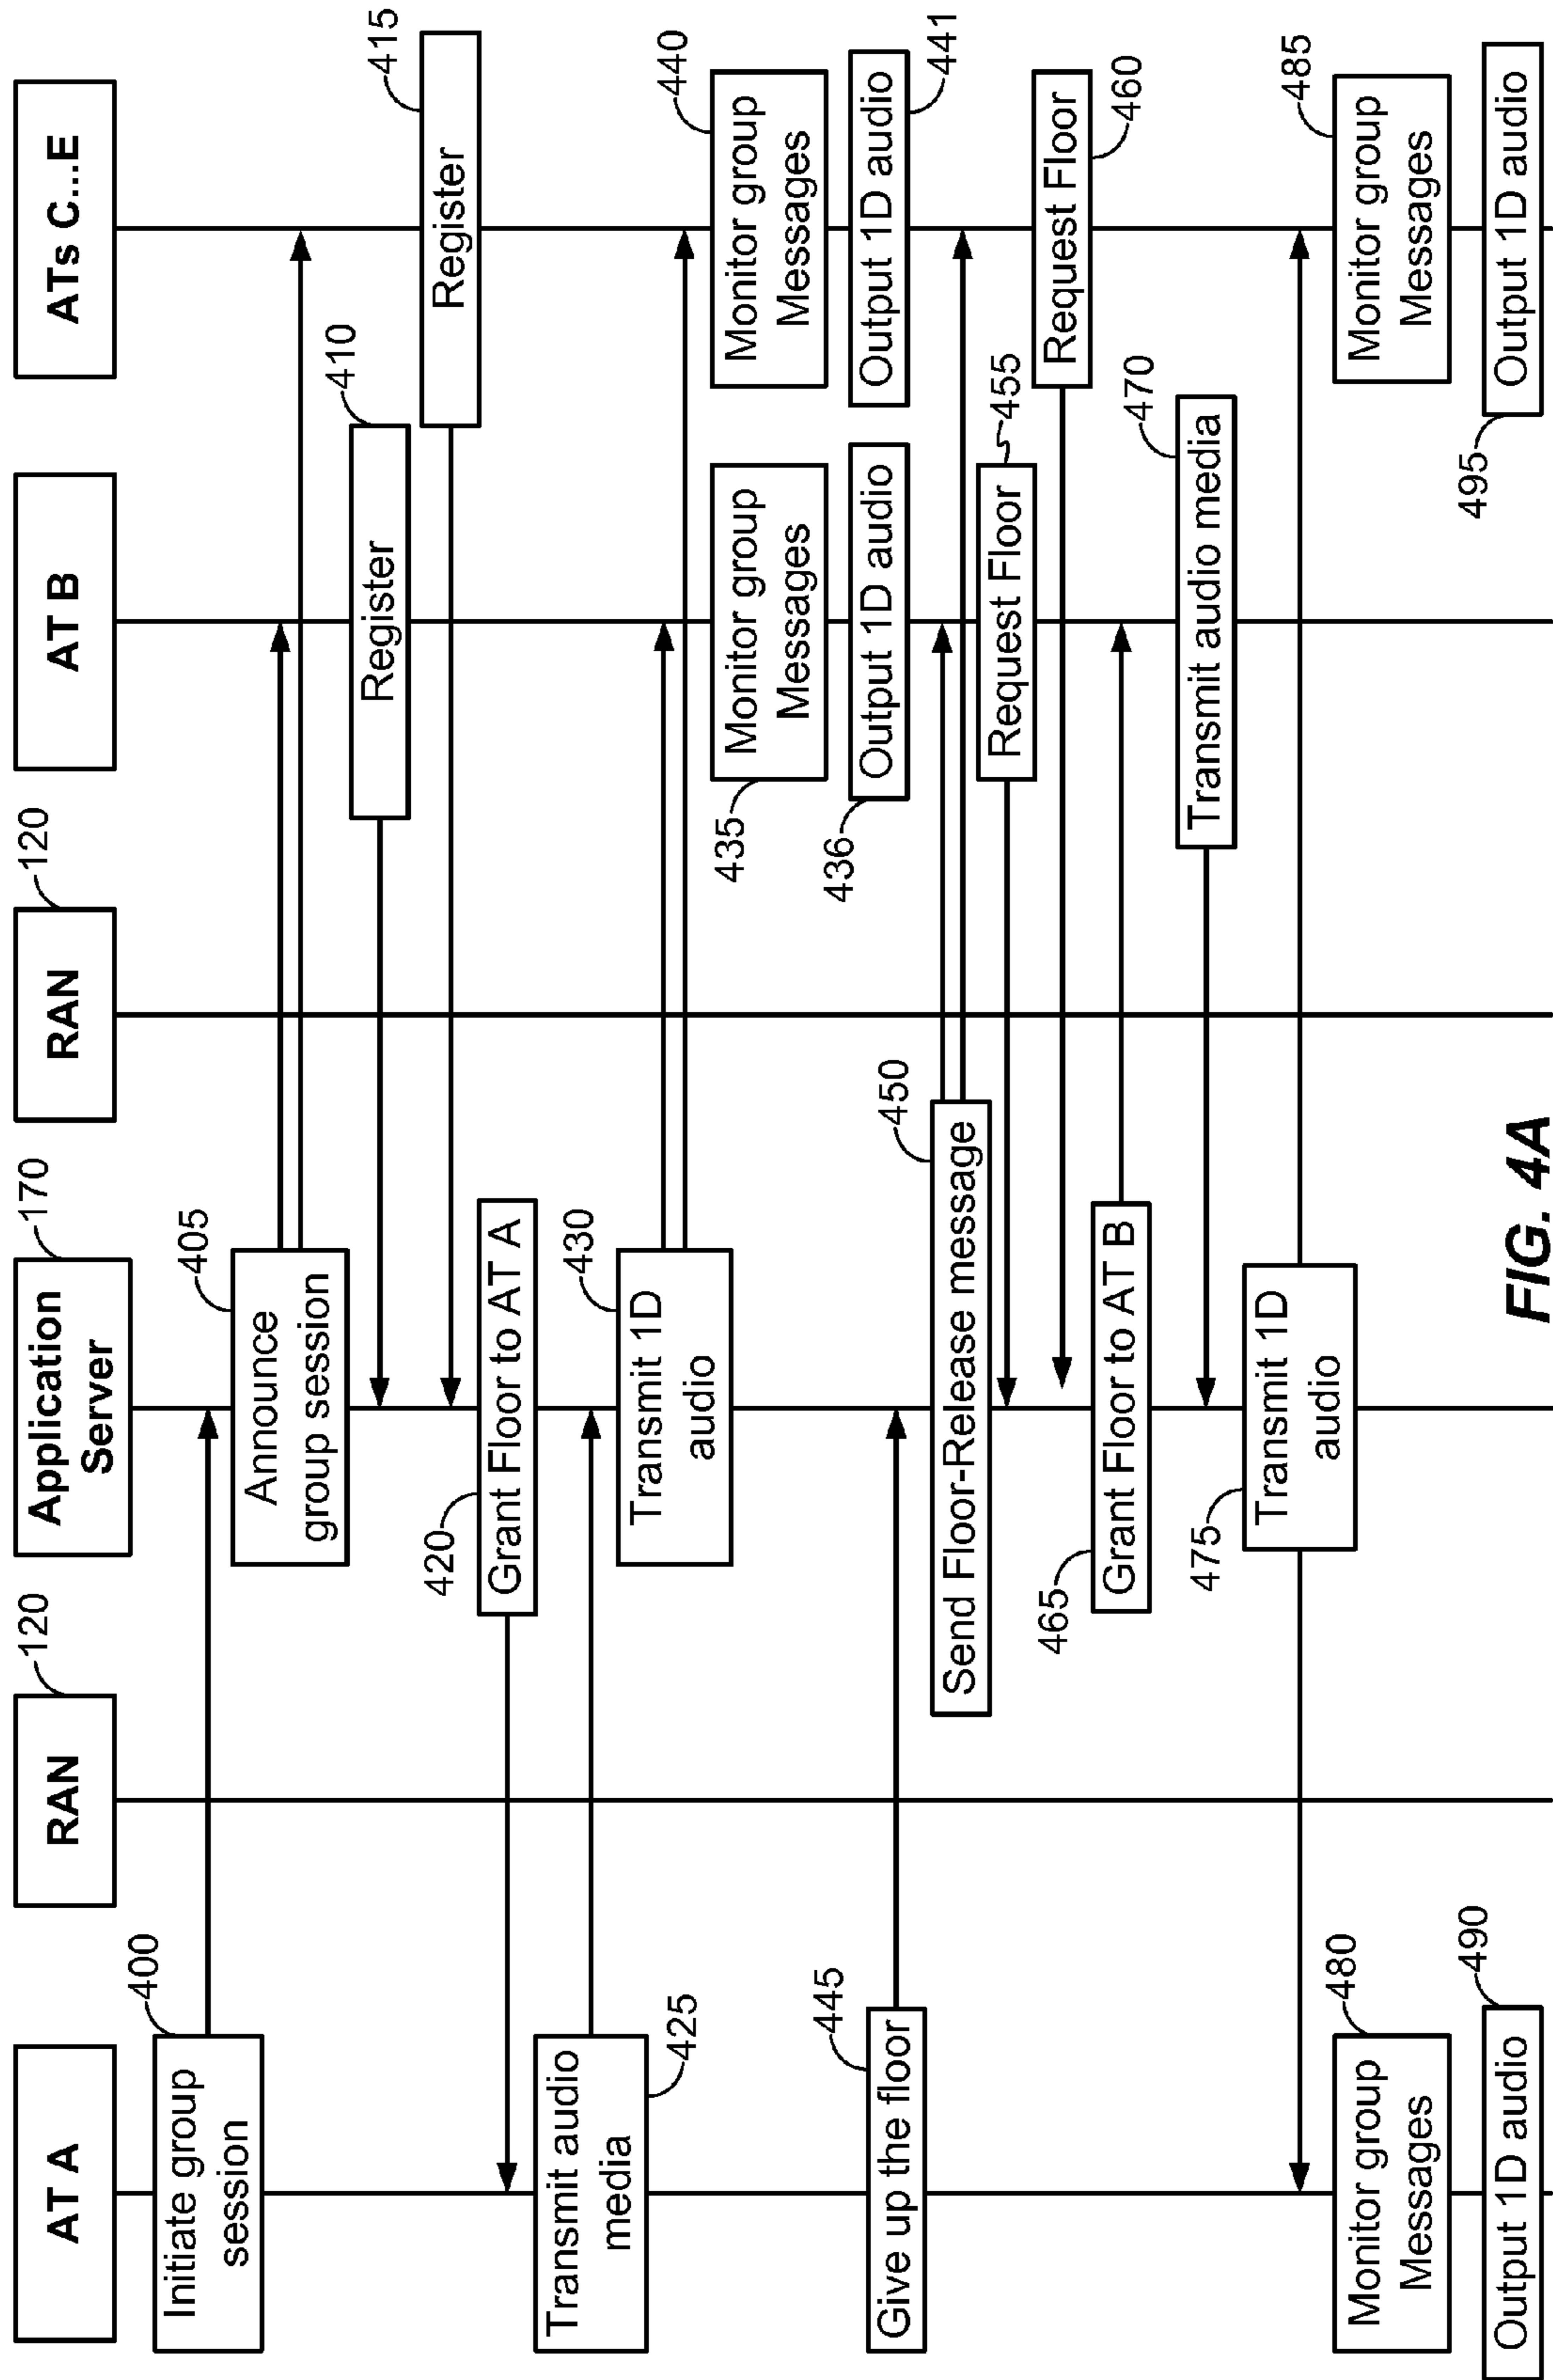 AT A
RAN
120
Application
Server
170
RAN
120
AT B
ATs C...E
Initiate group
session
400
Announce
group session
405
Register
410
Register
415
Grant Floor to AT A
420
Transmit audio
media
425
Transmit 1D
audio
430
Monitor group
Messages
435
Monitor group
Messages
440
Output 1D audio
436
Output 1D audio
441
Give up the floor
445
Send Floor-Release message
450
Request Floor
455
Request Floor
460
Grant Floor to AT B
465
Transmit audio media
470
Transmit 1D
audio
475
Monitor group
Messages
480
Monitor group
Messages
485
Output 1D audio
490
Output 1D audio
495
FIG. 4A